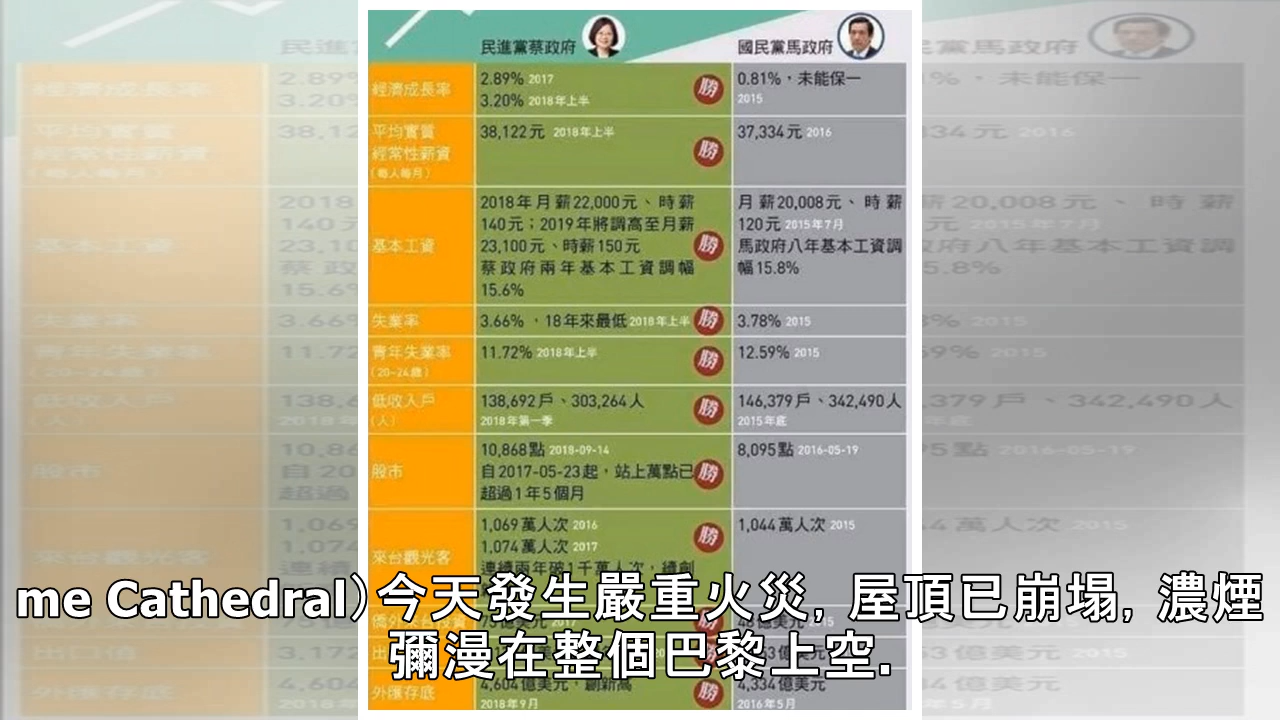 民進黨蔡政府
國民黨馬政府
經濟成長率
2.89% 2017
3.20% 2018年上半
勝
0.81%，未能保一
2015
平均實質
經常性薪資
(每人每月)
38,122元 2018年上半
勝
37,334元 2016
基本工資
2018年月薪22,000元、時薪
140元；2019年將調高至月薪
23,100元、時薪150元
蔡政府兩年基本工資調幅
15.6%
勝
月薪20,008元、時薪
120元 2015年7月
馬政府八年基本工資調
幅15.8%
失業率
3.66%，18年來最低 2018年上半
勝
3.78% 2015
青年失業率
(20-24歲)
11.72% 2018年上半
勝
12.59% 2015
低收入戶
(人)
138,692戶、303,264人
2018年第一季
勝
146,379戶、342,490人
2015年底
股市
10,868點 2018-09-14
自2017-05-23起，站上萬點已
超過1年5個月
勝
8,095點 2016-05-19
來台觀光客
1,069萬人次 2016
1,074萬人次 2017
連續兩年破1千萬人次，續創
勝
1,044萬人次 2015
me Cathedral)今天發生嚴重火災, 屋頂已崩塌, 濃煙
彌漫在整個巴黎上空.
外匯存底
4,604億美元，創新高
2018年9月
勝
4,334億美元
2016年5月